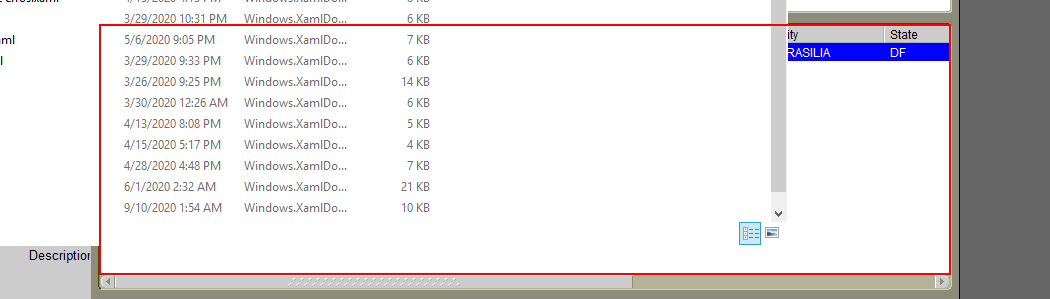 3/29/2020 10:31 PM Windows.XamlDo... 6 KB
ity State
5/6/2020 9:05 PM Windows.XamlDo... 7 KB
RASILIA DF
3/29/2020 9:33 PM Windows.XamlDo... 6 KB
3/26/2020 9:25 PM Windows.XamlDo... 14 KB
3/30/2020 12:26 AM Windows.XamlDo... 6 KB
4/13/2020 8:08 PM Windows.XamlDo... 5 KB
4/15/2020 5:17 PM Windows.XamlDo... 4 KB
4/28/2020 4:48 PM Windows.XamlDo... 7 KB
6/1/2020 2:32 AM Windows.XamlDo... 21 KB
9/10/2020 1:54 AM Windows.XamlDo... 10 KB
Description